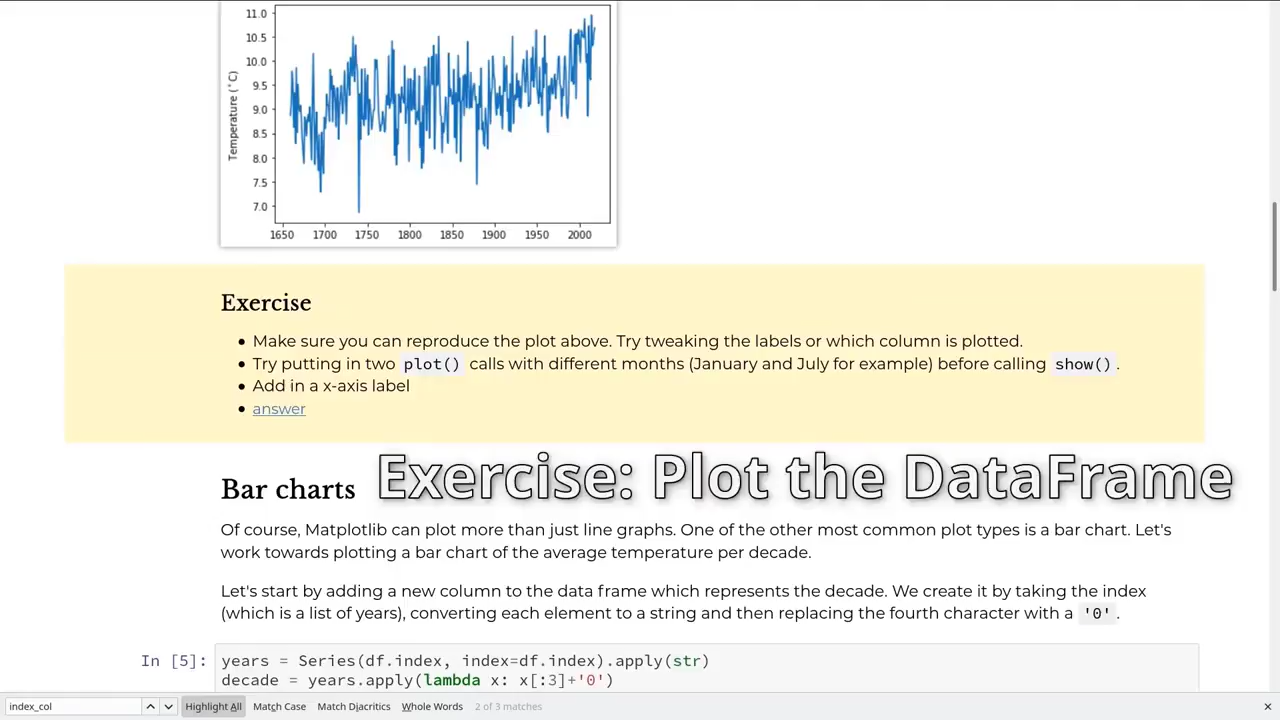 11.0
10.5
10.0
9.5
9.0
8.5
8.0
7.5
7.0
Temperature (°C)
1650 1700 1750 1800 1850 1900 1950 2000
Exercise
• Make sure you can reproduce the plot above. Try tweaking the labels or which column is plotted.
• Try putting in two plot() calls with different months (January and July for example) before calling show().
• Add in a x-axis label
• answer
Exercise: Plot the DataFrame
Bar charts
Of course, Matplotlib can plot more than just line graphs. One of the other most common plot types is a bar chart. Let's
work towards plotting a bar chart of the average temperature per decade.
Let's start by adding a new column to the data frame which represents the decade. We create it by taking the index
(which is a list of years), converting each element to a string and then replacing the fourth character with a '0'.
In [5]: years = Series(df.index, index=df.index).apply(str)
decade = years.apply(lambda x: x[:3]+'0')
index_col Highlight All Match Case Match Diacritics Whole Words 2 of 3 matches